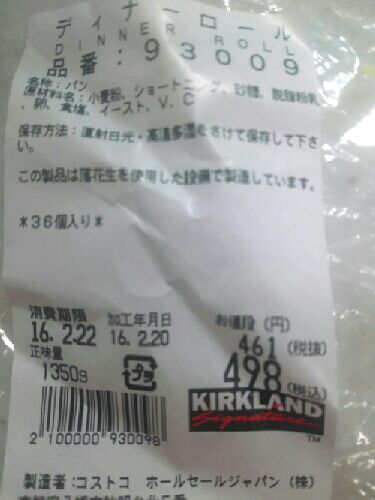 ディナーロール
DINNER ROLL
品番:93009
名称:パン
原材料名:小麦粉、ショートニング、砂糖、脱脂粉乳
、卵、食塩、イースト、V.C
保存方法:直射日光・高温多湿をさけて保存して下さ
い。
この製品は落花生を使用した設備で製造しています。
*36個入り*
消費期限 加工年月日 お値段(円)
16.2.22 16.2.20 461(税抜)
正味量 498(税込)
1350g プラ
KIRKLAND
Signature
TM
2100000930098
製造者:コストコ ホールセールジャパン(株)